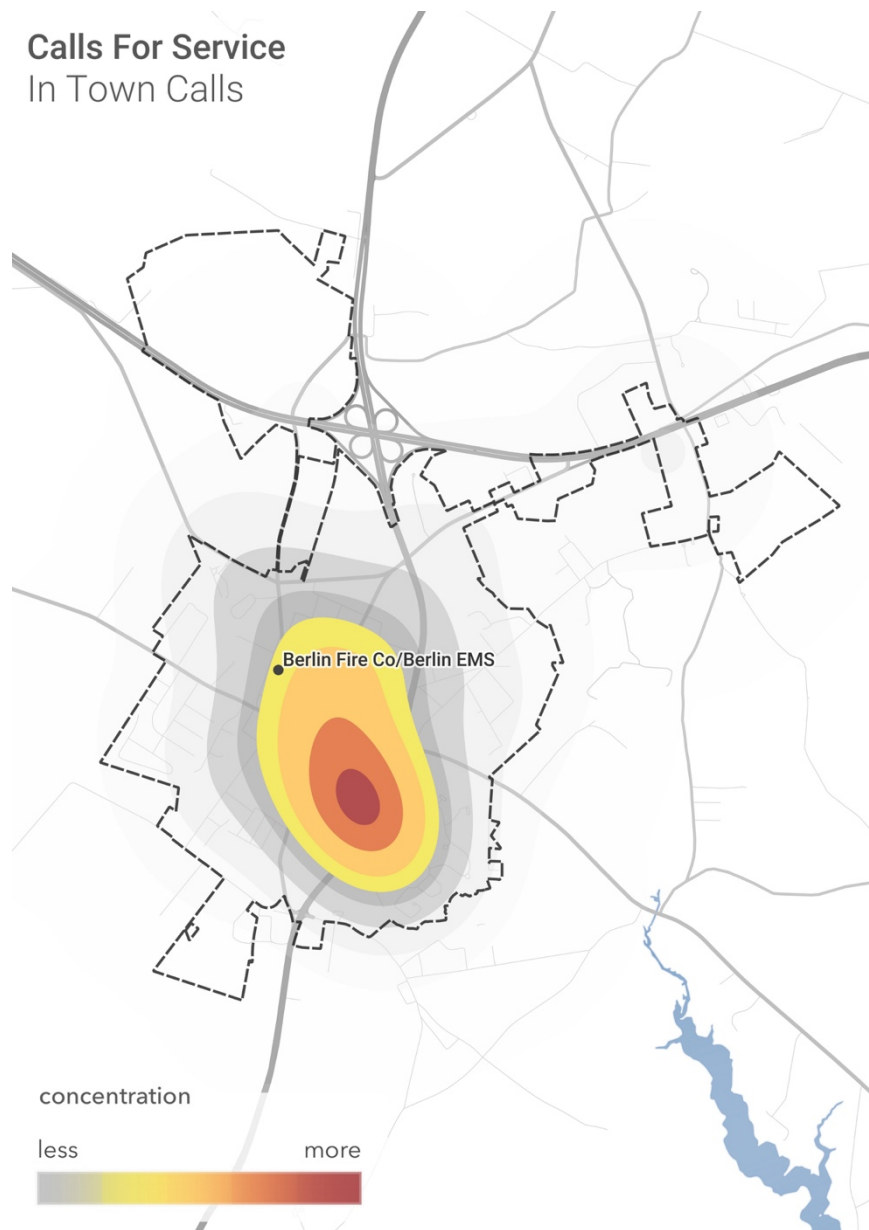 Calls For Service
In Town Calls
Berlin Fire Co/Berlin EMS
concentration
less more